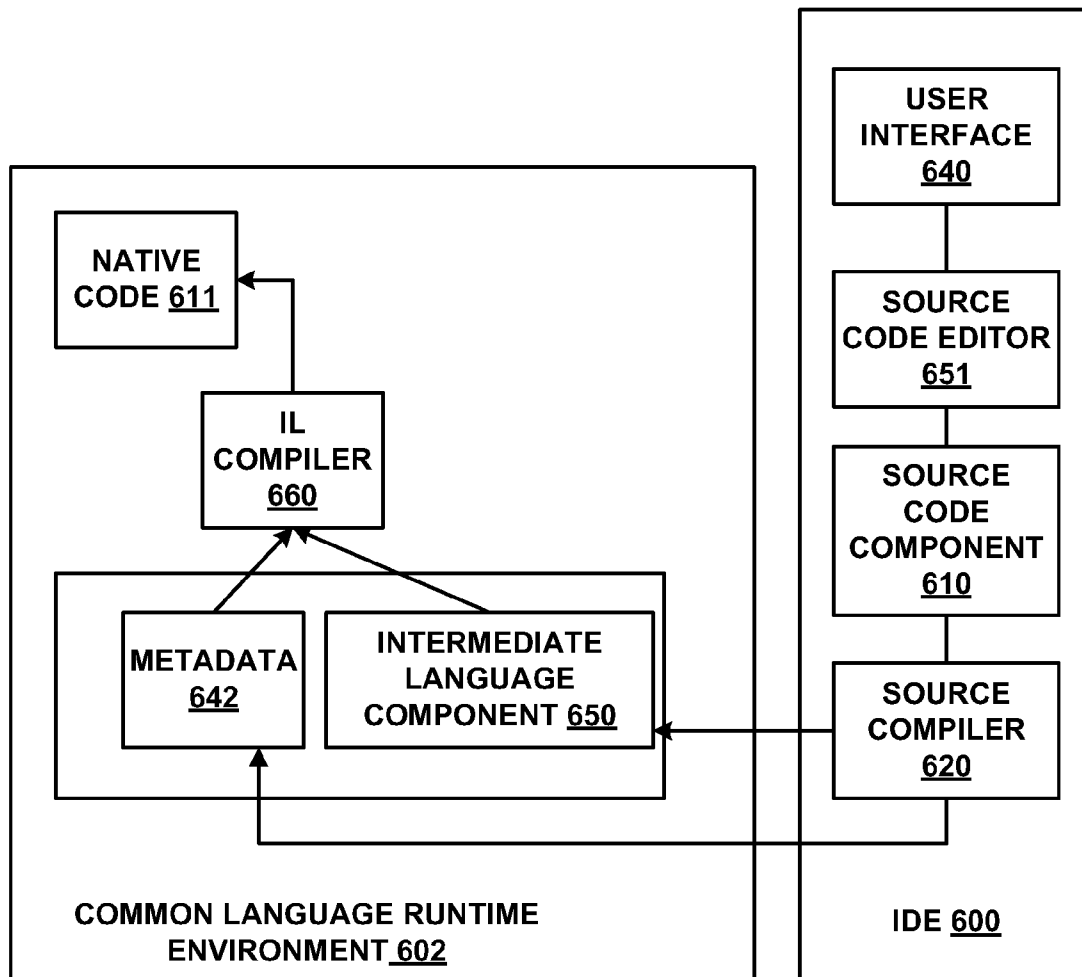 USER
INTERFACE
640
SOURCE
CODE EDITOR
651
SOURCE
CODE
COMPONENT
610
SOURCE
COMPILER
620
IDE 600
NATIVE
CODE 611
IL
COMPILER
660
METADATA
642
INTERMEDIATE
LANGUAGE
COMPONENT 650
COMMON LANGUAGE RUNTIME
ENVIRONMENT 602